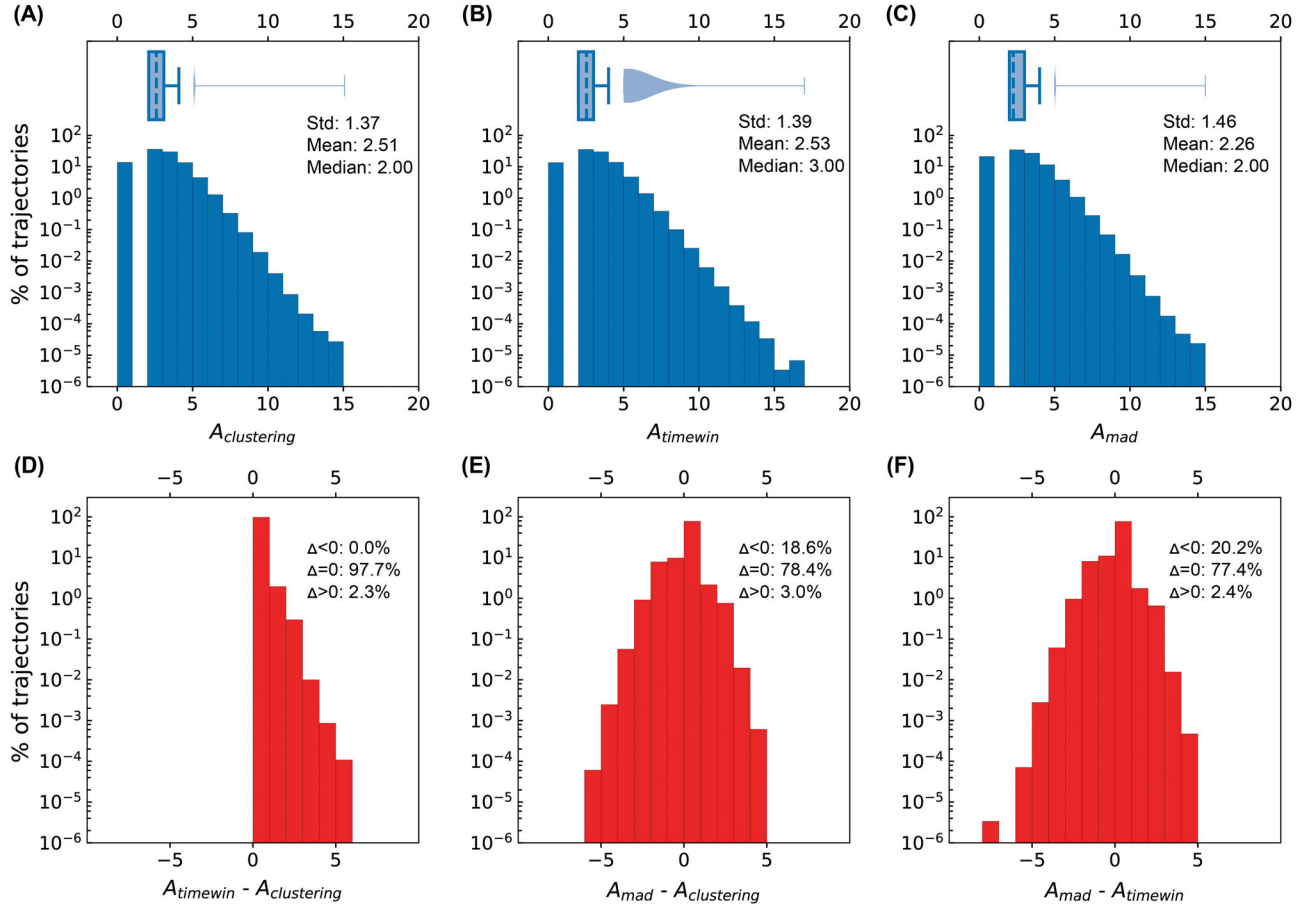 (A) (B) (C)
0 5 10 15 20 0 5 10 15 20 0 5 10 15 20
Std: 1.37
Mean: 2.51
Median: 2.00
Std: 1.39
Mean: 2.53
Median: 3.00
Std: 1.46
Mean: 2.26
Median: 2.00
% of trajectories
10² 10¹ 10⁰ 10⁻¹ 10⁻² 10⁻³ 10⁻⁴ 10⁻⁵ 10⁻⁶
10² 10¹ 10⁰ 10⁻¹ 10⁻² 10⁻³ 10⁻⁴ 10⁻⁵ 10⁻⁶
10² 10¹ 10⁰ 10⁻¹ 10⁻² 10⁻³ 10⁻⁴ 10⁻⁵ 10⁻⁶
0 5 10 15 20 0 5 10 15 20 0 5 10 15 20
A_clustering A_timewin A_mad
(D) (E) (F)
−5 0 5 −5 0 5 −5 0 5
Δ<0: 0.0%
Δ=0: 97.7%
Δ>0: 2.3%
Δ<0: 18.6%
Δ=0: 78.4%
Δ>0: 3.0%
Δ<0: 20.2%
Δ=0: 77.4%
Δ>0: 2.4%
% of trajectories
10² 10¹ 10⁰ 10⁻¹ 10⁻² 10⁻³ 10⁻⁴ 10⁻⁵ 10⁻⁶
10² 10¹ 10⁰ 10⁻¹ 10⁻² 10⁻³ 10⁻⁴ 10⁻⁵ 10⁻⁶
10² 10¹ 10⁰ 10⁻¹ 10⁻² 10⁻³ 10⁻⁴ 10⁻⁵ 10⁻⁶
−5 0 5 −5 0 5 −5 0 5
A_timewin - A_clustering A_mad - A_clustering A_mad - A_timewin